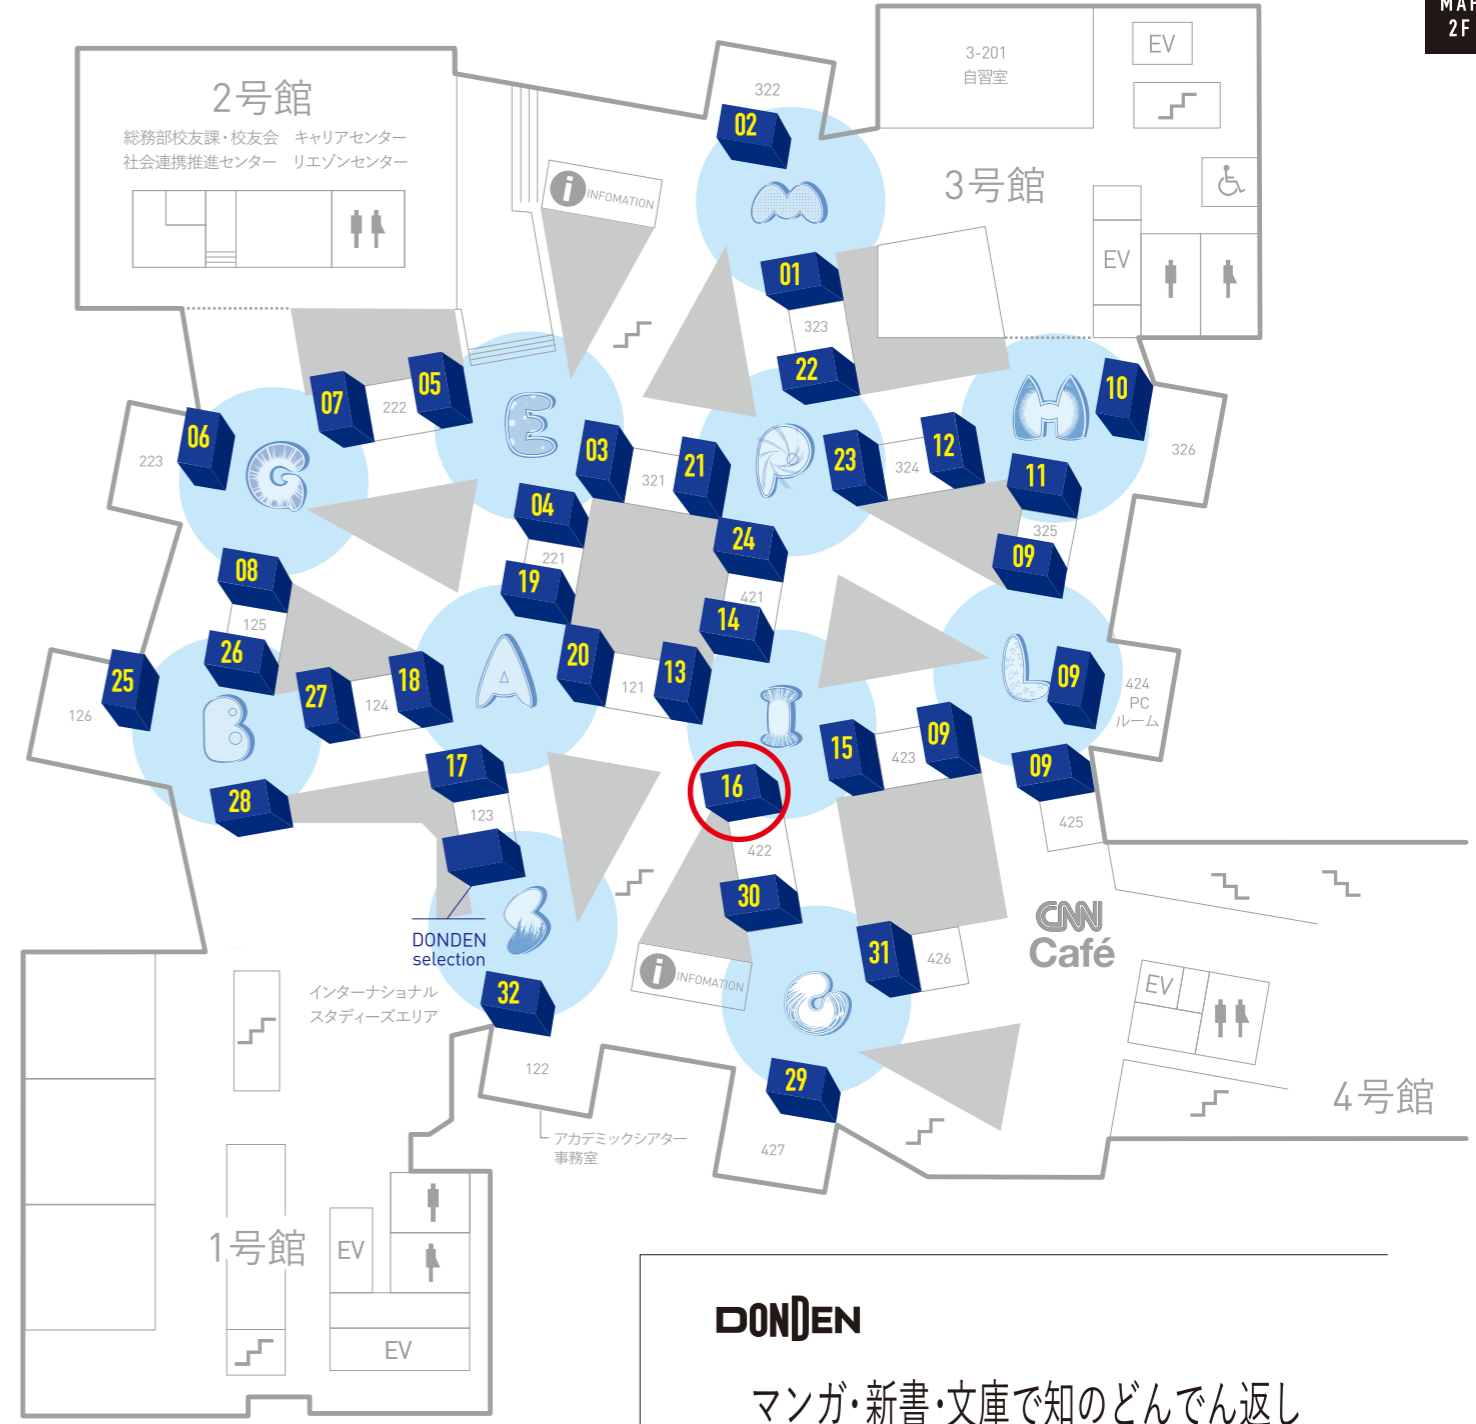 MAP
2F
2号館
総務部校友課・校友会　キャリアセンター
社会連携推進センター　リエゾンセンター
322
02
3-201
自習室
EV
3号館
EV
INFOMATION
M
01
323
22
07
222
05
06
223
G
E
03
321
21
P
23
324
12
H
10
326
11
325
09
04
221
19
24
421
14
08
125
26
25
126
B
27
124
18
A
20
121
13
I
L
09
424
PC
ルーム
15
423
09
09
425
17
123
28
16
422
30
DONDEN
selection
S
32
122
インターナショナル
スタディーズエリア
アカデミックシアター
事務室
INFOMATION
G
31
426
29
427
CNN
Café
EV
4号館
1号館
EV
EV
DONDEN
マンガ・新書・文庫で知のどんでん返し